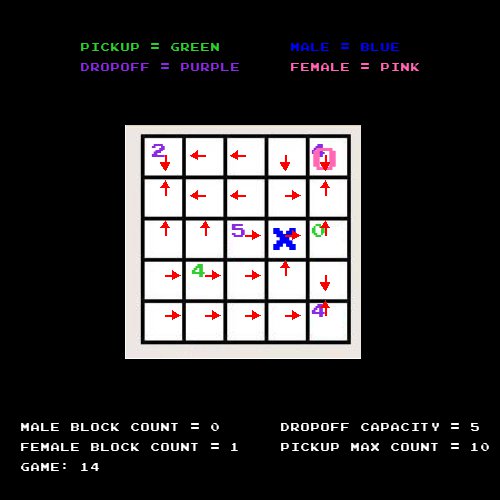 PICKUP = GREEN MALE = BLUE
DROPOFF = PURPLE FEMALE = PINK
2
5 0
4
4
MALE BLOCK COUNT = 0 DROPOFF CAPACITY = 5
FEMALE BLOCK COUNT = 1 PICKUP MAX COUNT = 10
GAME: 14